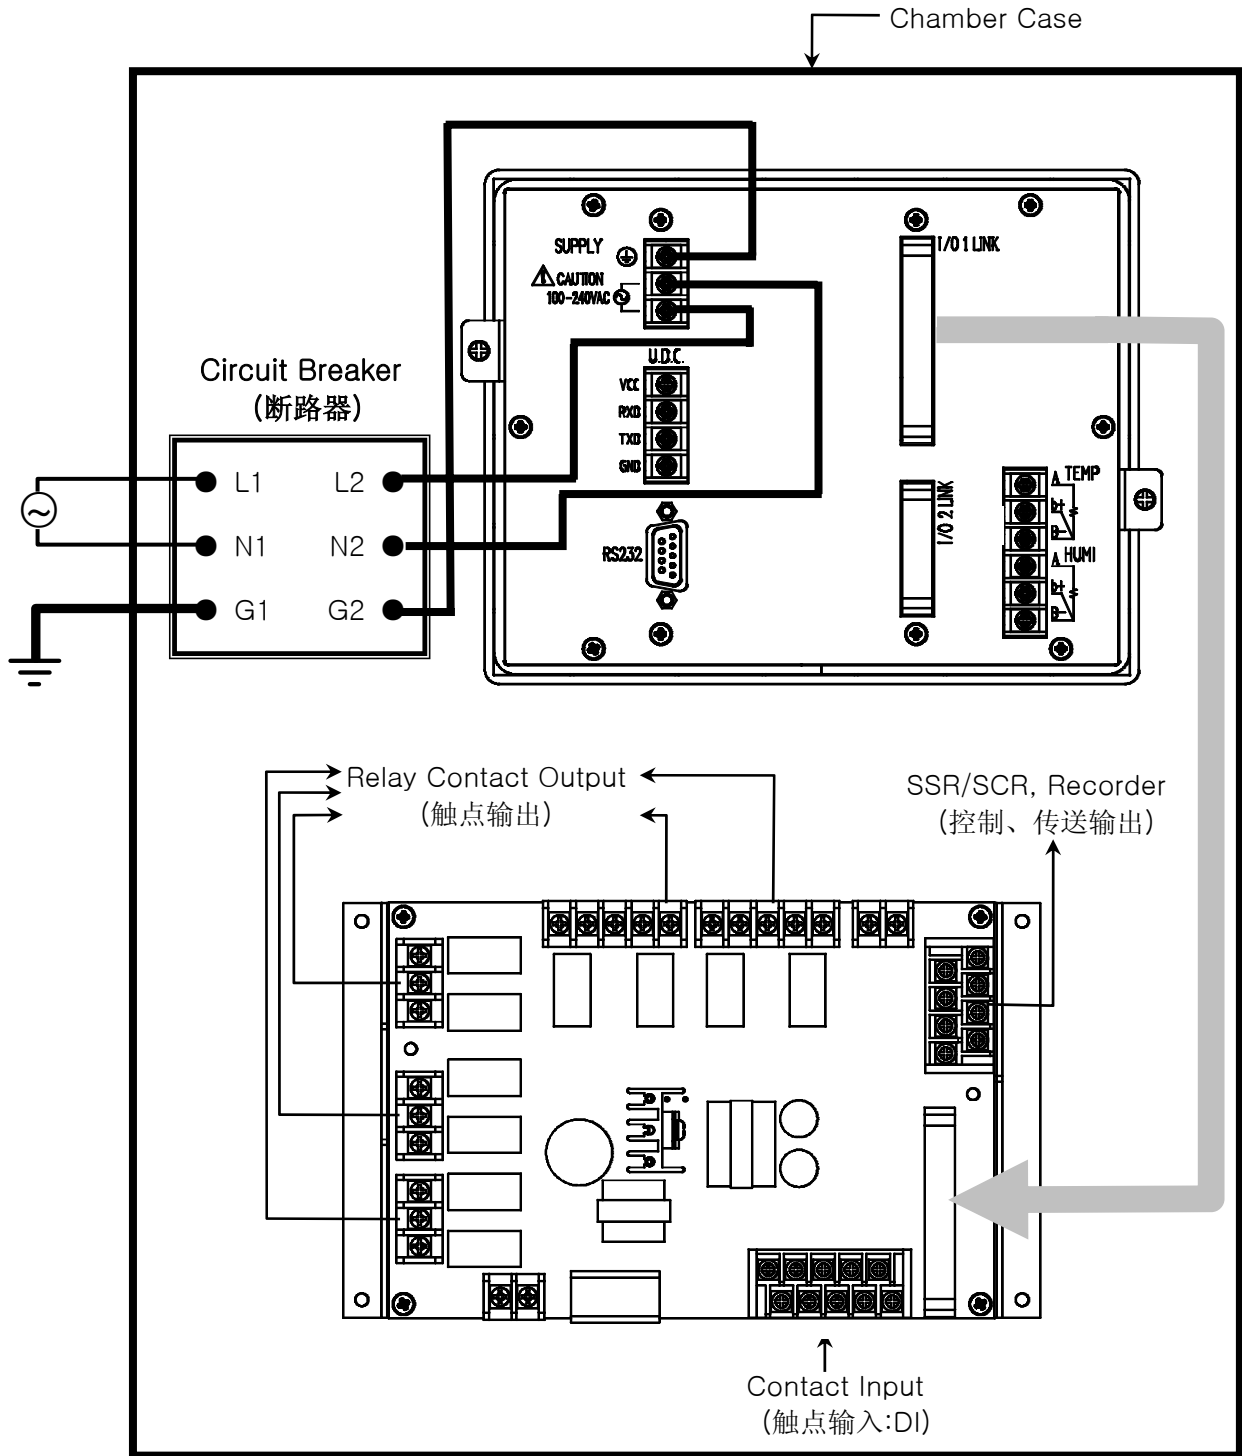 Chamber Case
SUPPLY
CAUTION
100-240VAC
I/O 1 LINK
U.D.C.
VCC
RXD
TXD
GND
RS232
I/O 2 LINK
A TEMP
B
A HUMI
B
Circuit Breaker
(断路器)
L1 L2
N1 N2
G1 G2
Relay Contact Output
(触点输出)
SSR/SCR, Recorder
(控制、传送输出)
Contact Input
(触点输入:DI)